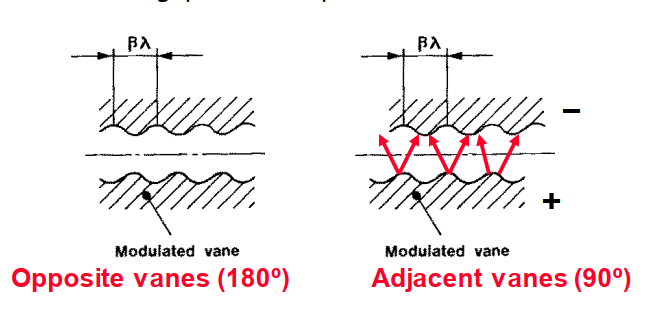 βλ βλ
−
+
Modulated vane Modulated vane
Opposite vanes (180º) Adjacent vanes (90º)